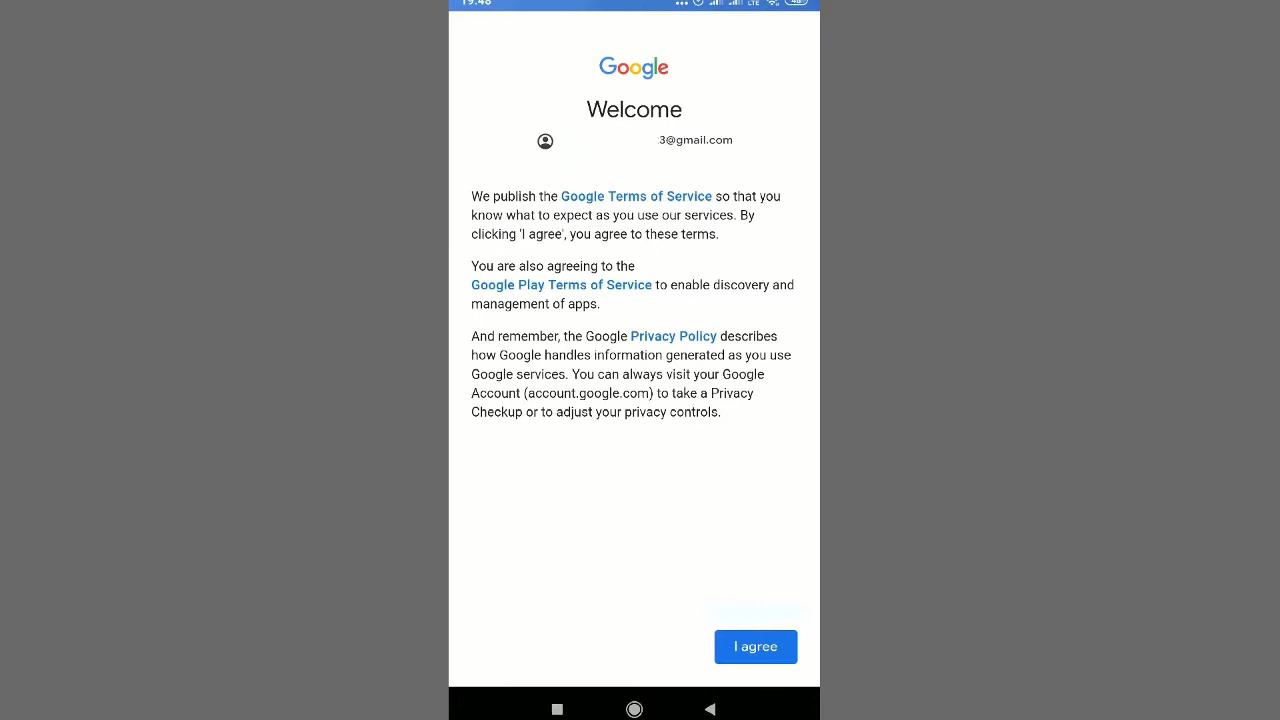 19:48
LTE
Google
Welcome
3@gmail.com
We publish the Google Terms of Service so that you
know what to expect as you use our services. By
clicking 'I agree', you agree to these terms.
You are also agreeing to the
Google Play Terms of Service to enable discovery and
management of apps.
And remember, the Google Privacy Policy describes
how Google handles information generated as you use
Google services. You can always visit your Google
Account (account.google.com) to take a Privacy
Checkup or to adjust your privacy controls.
I agree